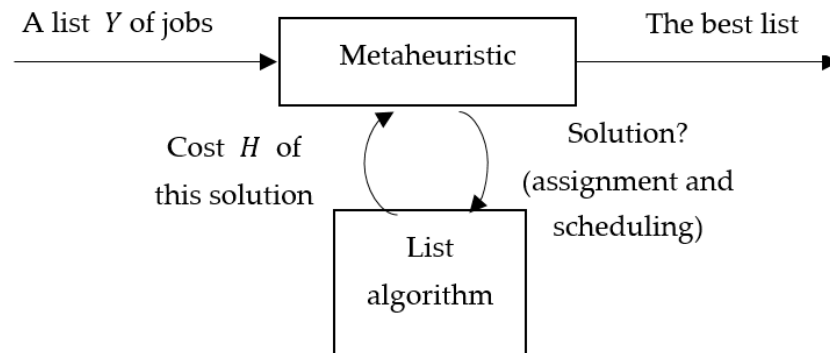 A list Y of jobs
Metaheuristic
The best list
Cost H of
this solution
Solution?
(assignment and
scheduling)
List
algorithm